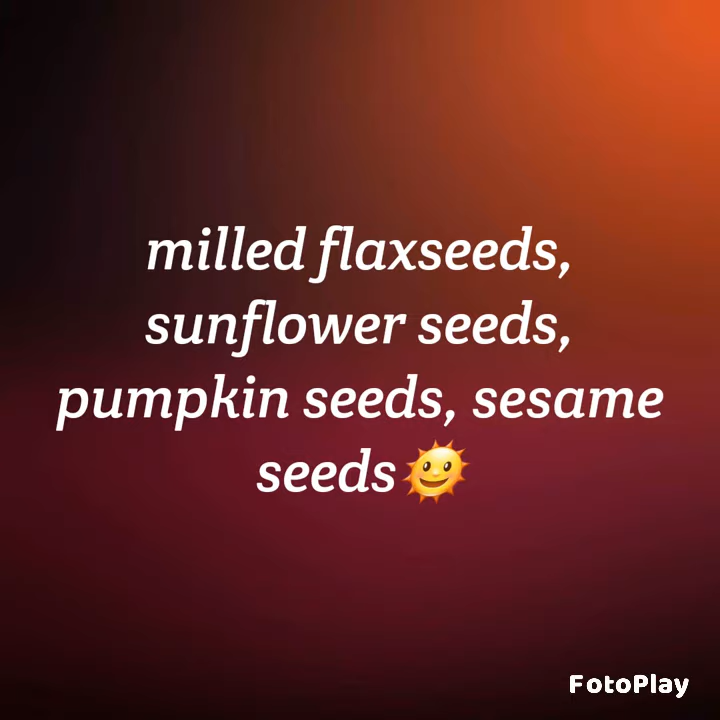 milled flaxseeds,
sunflower seeds,
pumpkin seeds, sesame
seeds🌞
FotoPlay